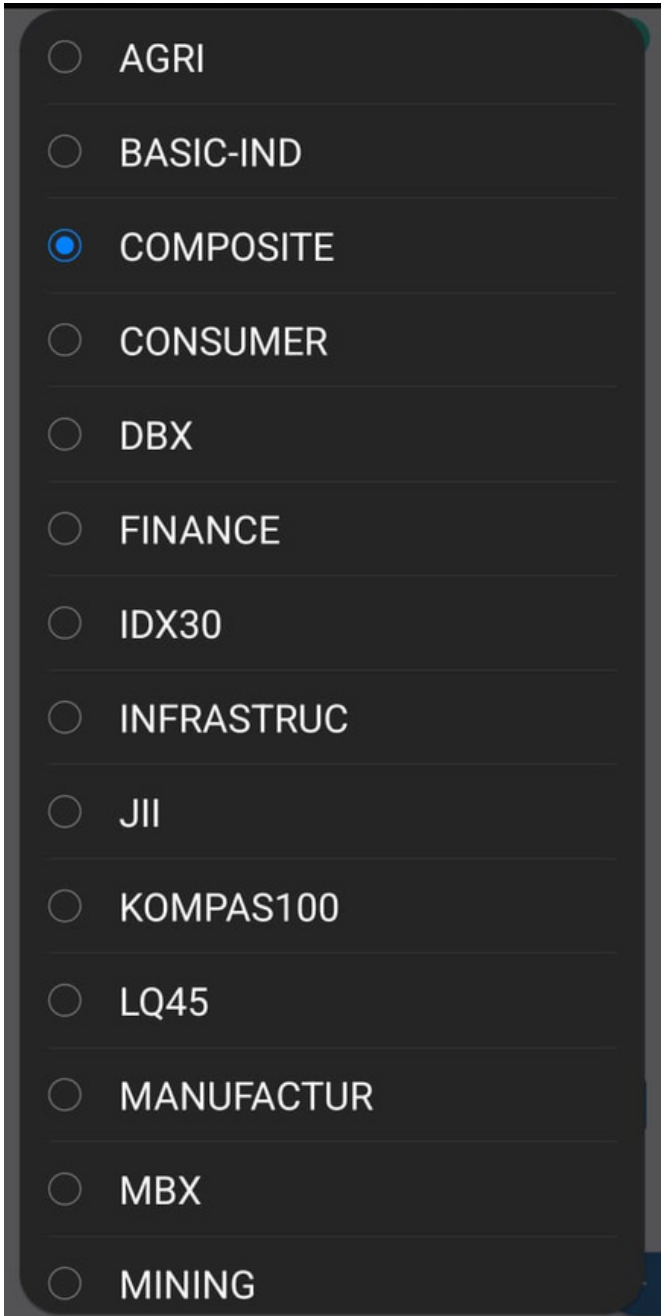 AGRI
BASIC-IND
COMPOSITE
CONSUMER
DBX
FINANCE
IDX30
INFRASTRUC
JII
KOMPAS100
LQ45
MANUFACTUR
MBX
MINING